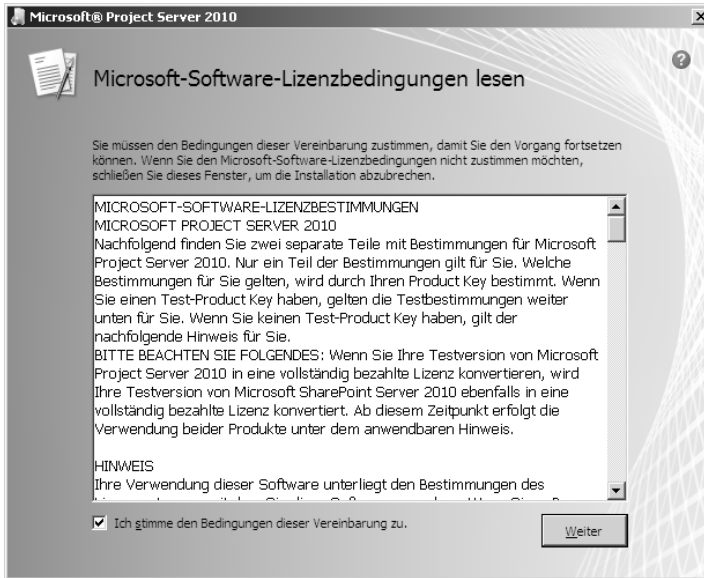 Microsoft® Project Server 2010
Microsoft-Software-Lizenzbedingungen lesen
Sie müssen den Bedingungen dieser Vereinbarung zustimmen, damit Sie den Vorgang fortsetzen
können. Wenn Sie den Microsoft-Software-Lizenzbedingungen nicht zustimmen möchten,
schließen Sie dieses Fenster, um die Installation abzubrechen.
MICROSOFT-SOFTWARE-LIZENZBESTIMMUNGEN
MICROSOFT PROJECT SERVER 2010
Nachfolgend finden Sie zwei separate Teile mit Bestimmungen für Microsoft
Project Server 2010. Nur ein Teil der Bestimmungen gilt für Sie. Welche
Bestimmungen für Sie gelten, wird durch Ihren Product Key bestimmt. Wenn
Sie einen Test-Product Key haben, gelten die Testbestimmungen weiter
unten für Sie. Wenn Sie keinen Test-Product Key haben, gilt der
nachfolgende Hinweis für Sie.
BITTE BEACHTEN SIE FOLGENDES: Wenn Sie Ihre Testversion von Microsoft
Project Server 2010 in eine vollständig bezahlte Lizenz konvertieren, wird
Ihre Testversion von Microsoft SharePoint Server 2010 ebenfalls in eine
vollständig bezahlte Lizenz konvertiert. Ab diesem Zeitpunkt erfolgt die
Verwendung beider Produkte unter dem anwendbaren Hinweis.
HINWEIS
Ihre Verwendung dieser Software unterliegt den Bestimmungen des
Ich stimme den Bedingungen dieser Vereinbarung zu.
Weiter